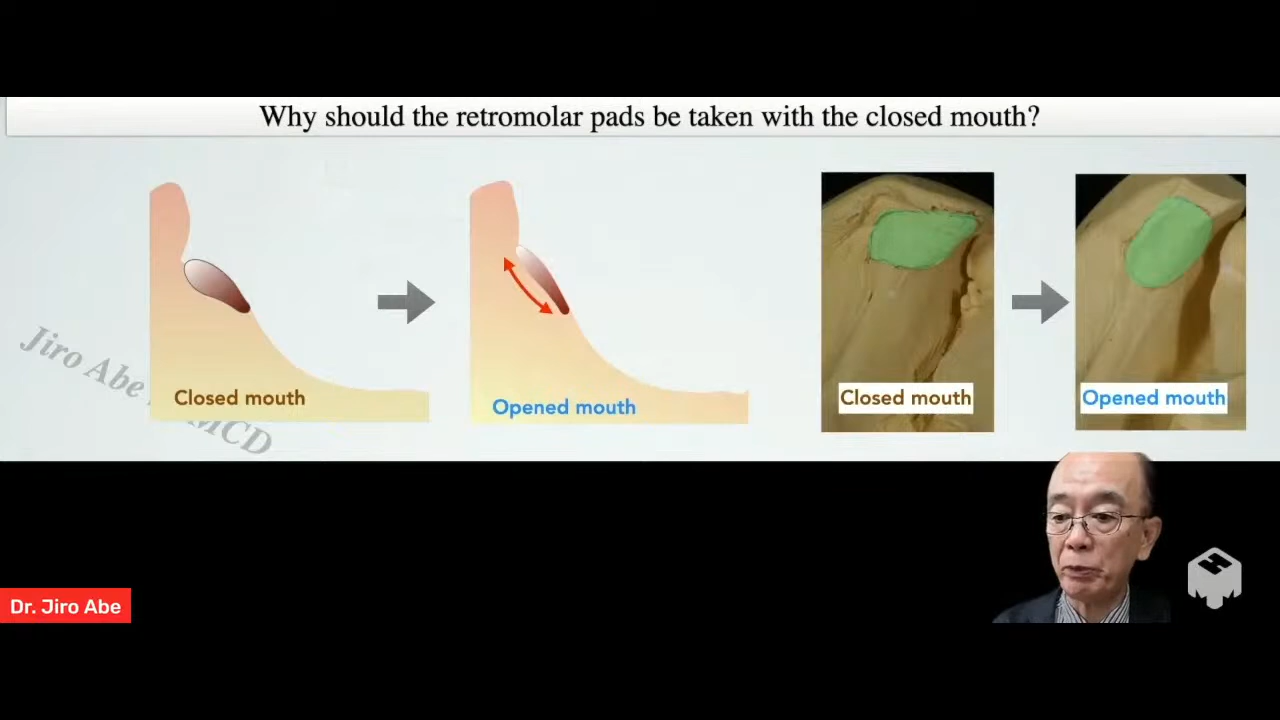 Why should the retromolar pads be taken with the closed mouth?
Jiro Abe
MCD
Closed mouth
Opened mouth
Closed mouth
Opened mouth
Dr. Jiro Abe